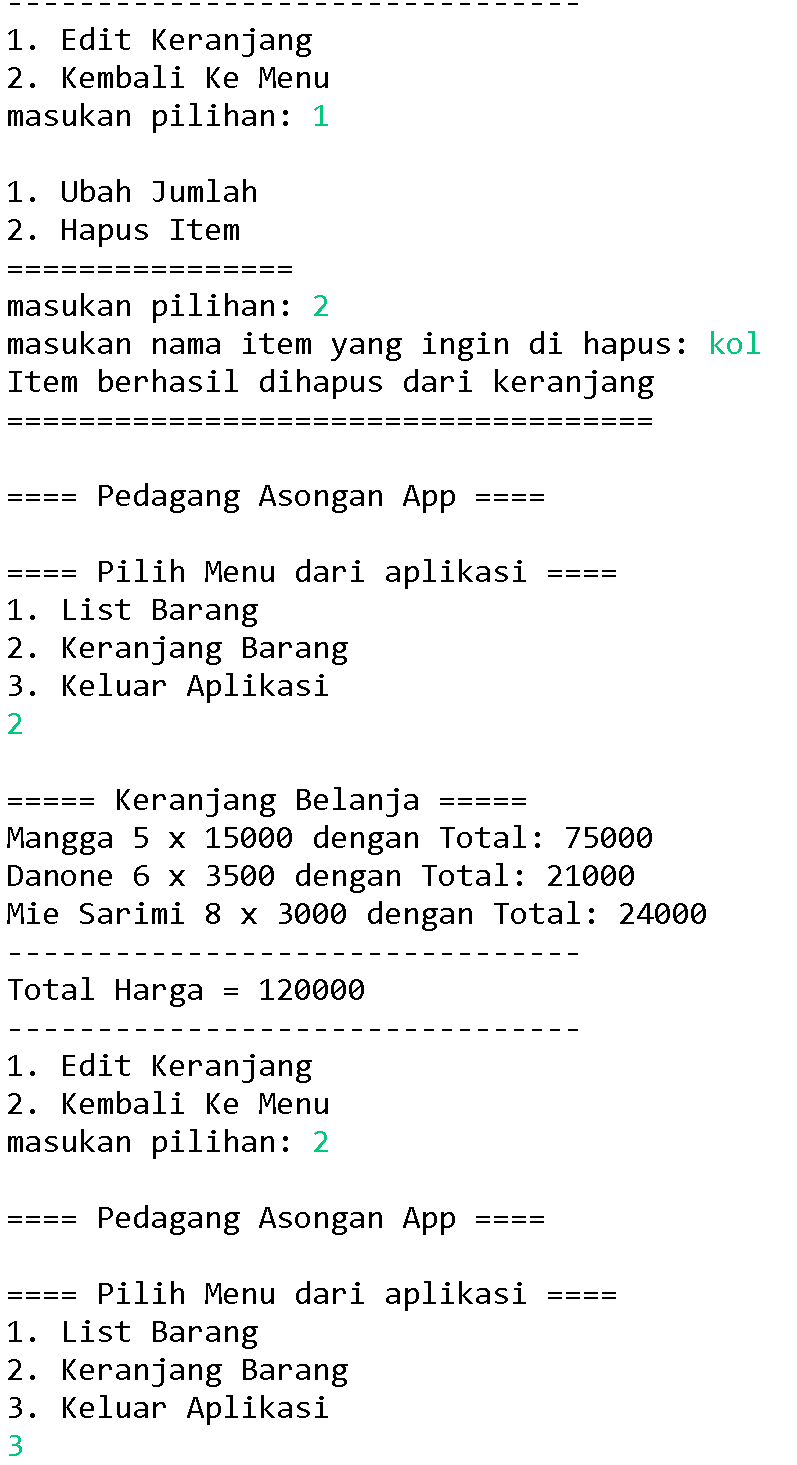 --------------------------------
1. Edit Keranjang
2. Kembali Ke Menu
masukan pilihan: 1
1. Ubah Jumlah
2. Hapus Item
================
masukan pilihan: 2
masukan nama item yang ingin di hapus: kol
Item berhasil dihapus dari keranjang
====================================
==== Pedagang Asongan App ====
==== Pilih Menu dari aplikasi ====
1. List Barang
2. Keranjang Barang
3. Keluar Aplikasi
2
===== Keranjang Belanja =====
Mangga 5 x 15000 dengan Total: 75000
Danone 6 x 3500 dengan Total: 21000
Mie Sarimi 8 x 3000 dengan Total: 24000
--------------------------------
Total Harga = 120000
--------------------------------
1. Edit Keranjang
2. Kembali Ke Menu
masukan pilihan: 2
==== Pedagang Asongan App ====
==== Pilih Menu dari aplikasi ====
1. List Barang
2. Keranjang Barang
3. Keluar Aplikasi
3